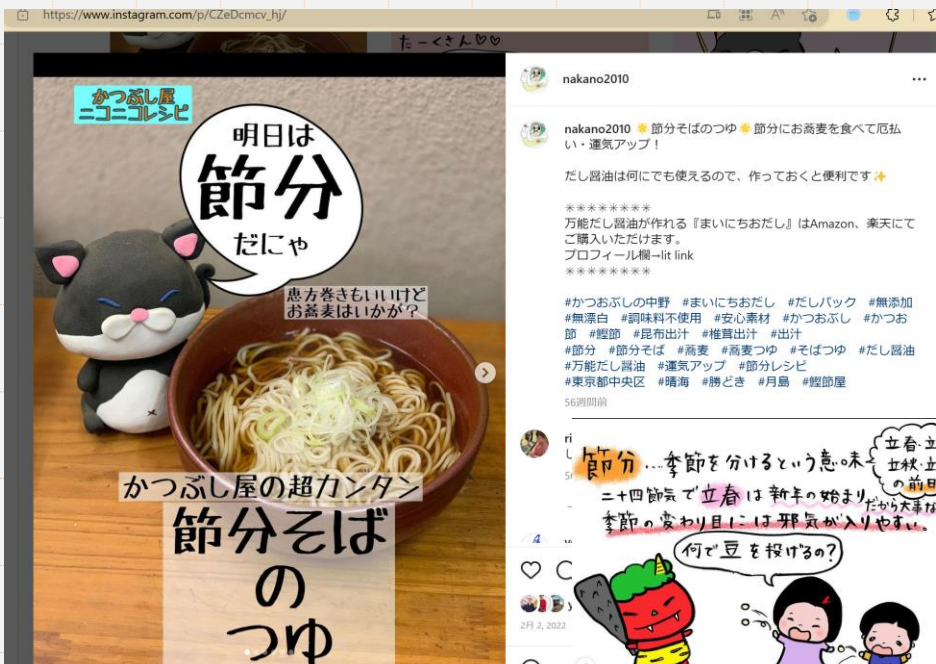 https://www.instagram.com/p/CZeDcmcv_hj/
たーくさん♡♡
かつぶし屋
ニコニコレシピ
明日は
節分
だにゃ
恵方巻きもいいけど
お蕎麦はいかが？
かつぶし屋の超カンタン
節分そば
の
つゆ
nakano2010
nakano2010 🌟節分そばのつゆ🌟節分にお蕎麦を食べて厄払
い・運気アップ！
だし醤油は何にでも使えるので、作っておくと便利です✨
✳︎✳︎✳︎✳︎✳︎✳︎✳︎✳︎
万能だし醤油が作れる『まいにちおだし』はAmazon、楽天にて
ご購入いただけます。
プロフィール欄→lit link
✳︎✳︎✳︎✳︎✳︎✳︎✳︎✳︎
#かつおぶしの中野 #まいにちおだし #だしパック #無添加
#無漂白 #調味料不使用 #安心素材 #かつおぶし #かつお
節 #鰹節 #昆布出汁 #椎茸出汁 #出汁
#節分 #節分そば #蕎麦 #蕎麦つゆ #そばつゆ #だし醤油
#万能だし醤油 #運気アップ #節分レシピ
#東京都中央区 #晴海 #勝どき #月島 #鰹節屋
56週間前
ri
節分…季節を分けるという意味
立春・立
立秋・立
の前日
二十四節気で立春は新年の始まり
だから大事な
季節の変わり目には邪気が入りやすい。
何で豆を投げるの？
2月 2, 2022